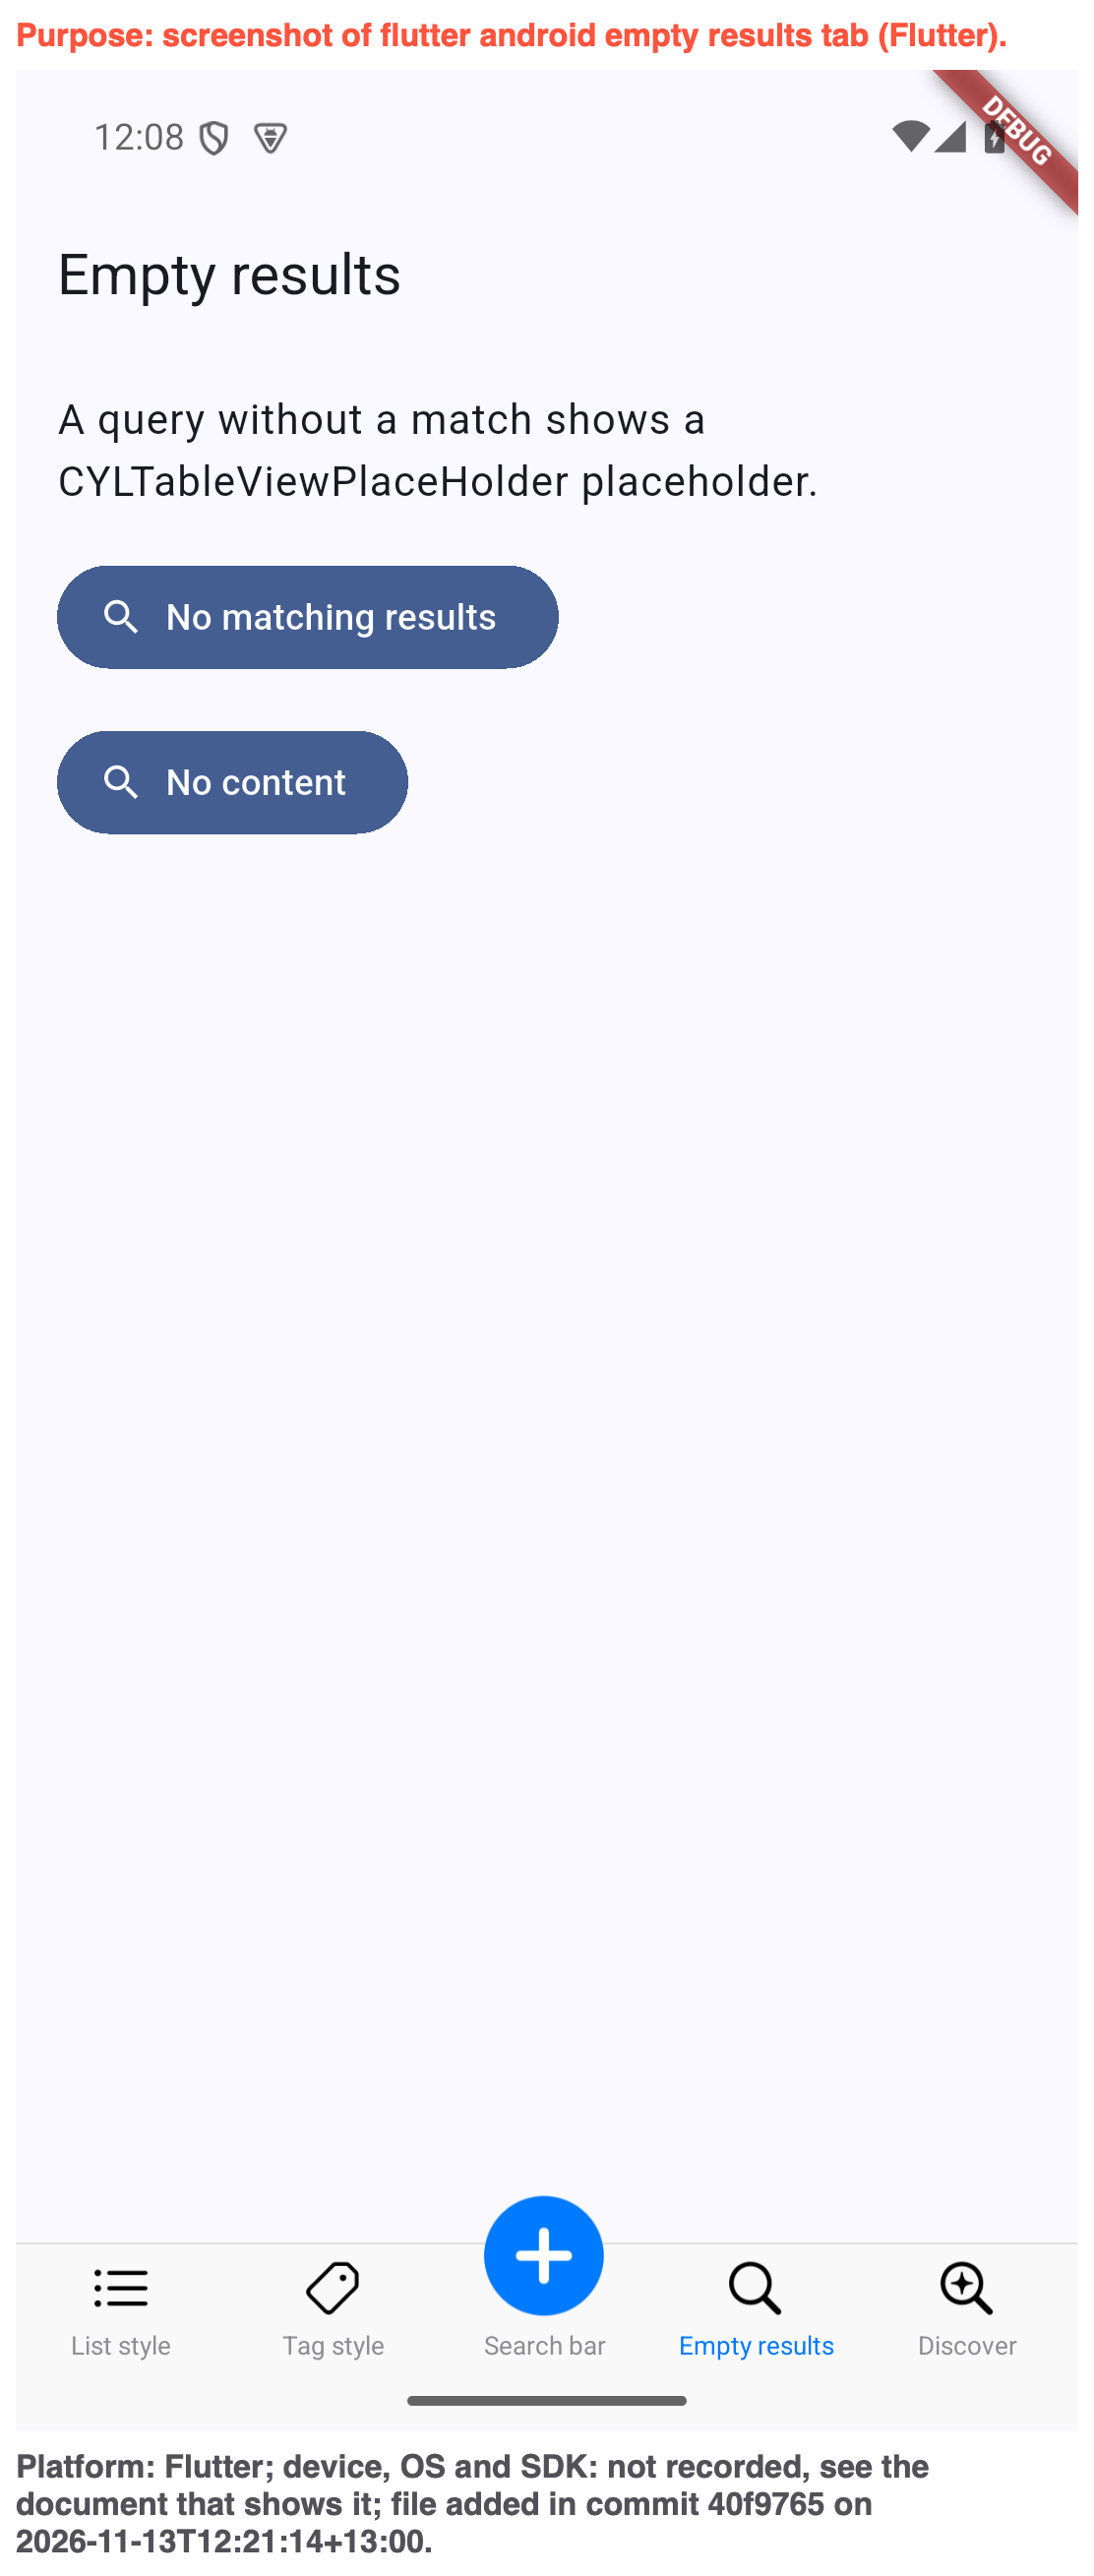 Purpose: screenshot of flutter android empty results tab (Flutter).
12:08
DEBUG
Empty results
A query without a match shows a
CYLTableViewPlaceHolder placeholder.
No matching results
No content
List style
Tag style
Search bar
Empty results
Discover
Platform: Flutter; device, OS and SDK: not recorded, see the
document that shows it; file added in commit 40f9765 on
2026-11-13T12:21:14+13:00.